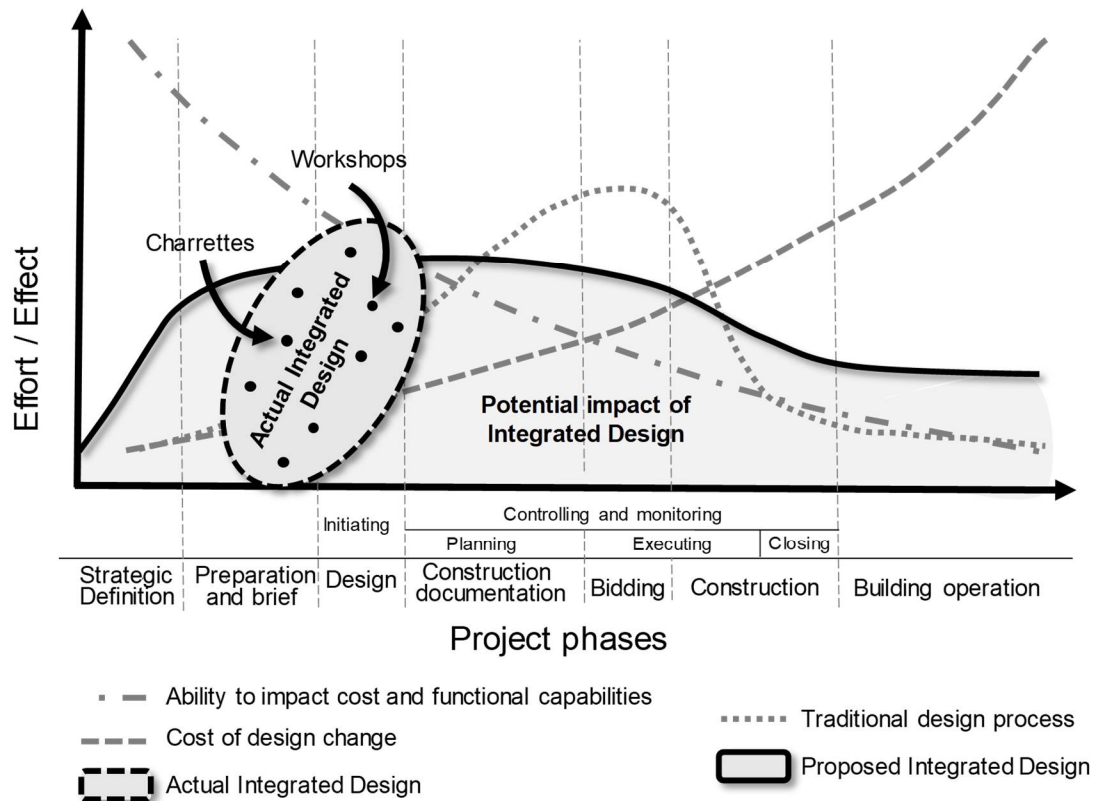 Workshops
Charrettes
Effort / Effect
Actual Integrated
Design
Potential impact of
Integrated Design
Initiating
Controlling and monitoring
Planning
Executing
Closing
Strategic
Definition
Preparation
and brief
Design
Construction
documentation
Bidding
Construction
Building operation
Project phases
Ability to impact cost and functional capabilities
Cost of design change
Actual Integrated Design
Traditional design process
Proposed Integrated Design